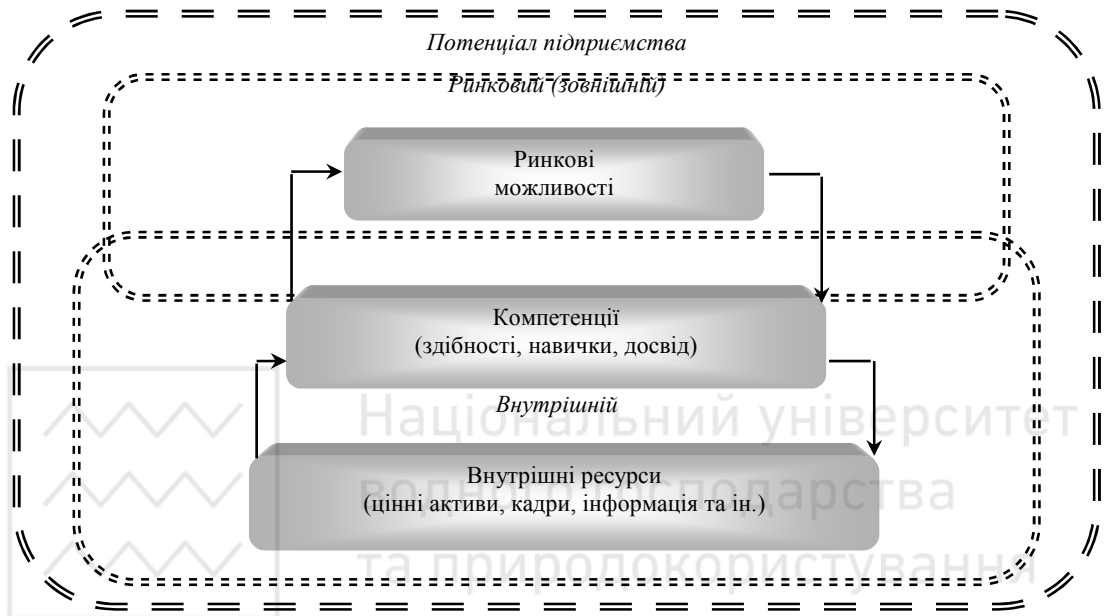 Потенціал підприємства
Ринковий (зовнішній)
Ринкові
можливості
Компетенції
(здібності, навички, досвід)
Внутрішній
Національний університет
Внутрішні ресурси
водного господарства
(цінні активи, кадри, інформація та ін.)
та природокористування